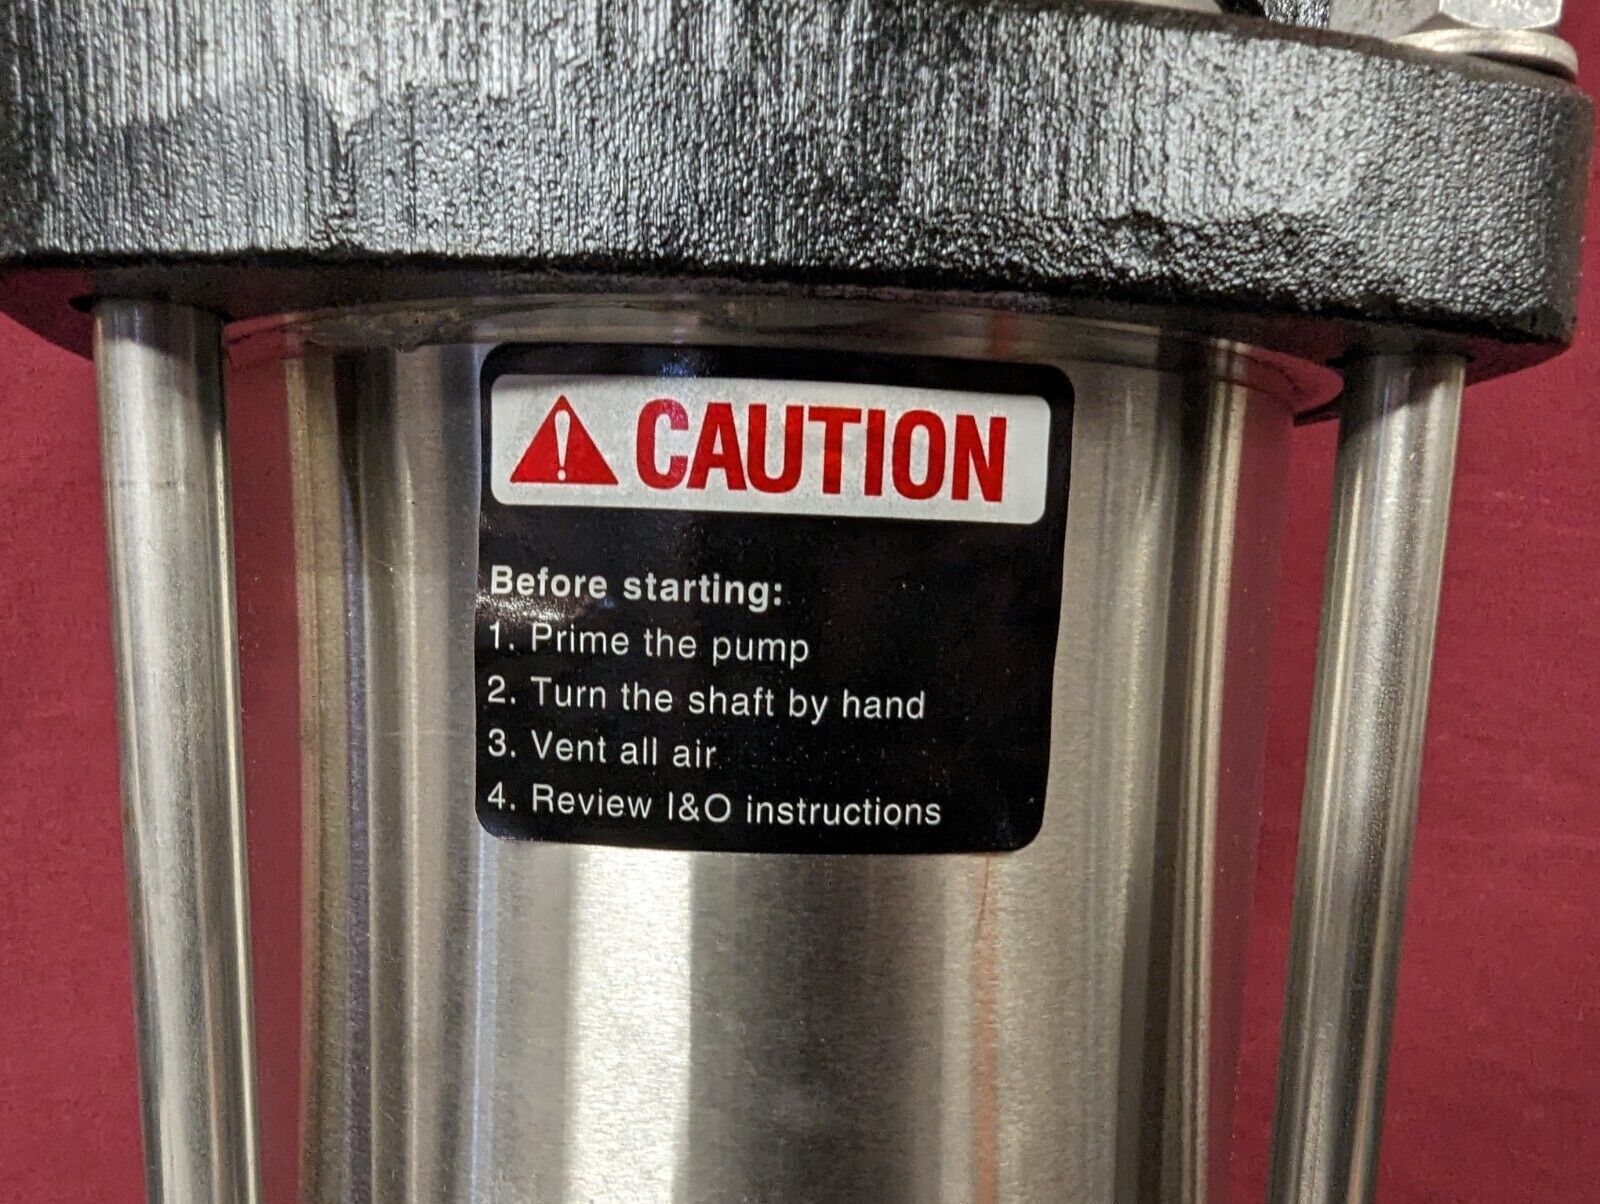 CAUTION
Before starting:
1. Prime the pump
2. Turn the shaft by hand
3. Vent all air
4. Review I&O instructions